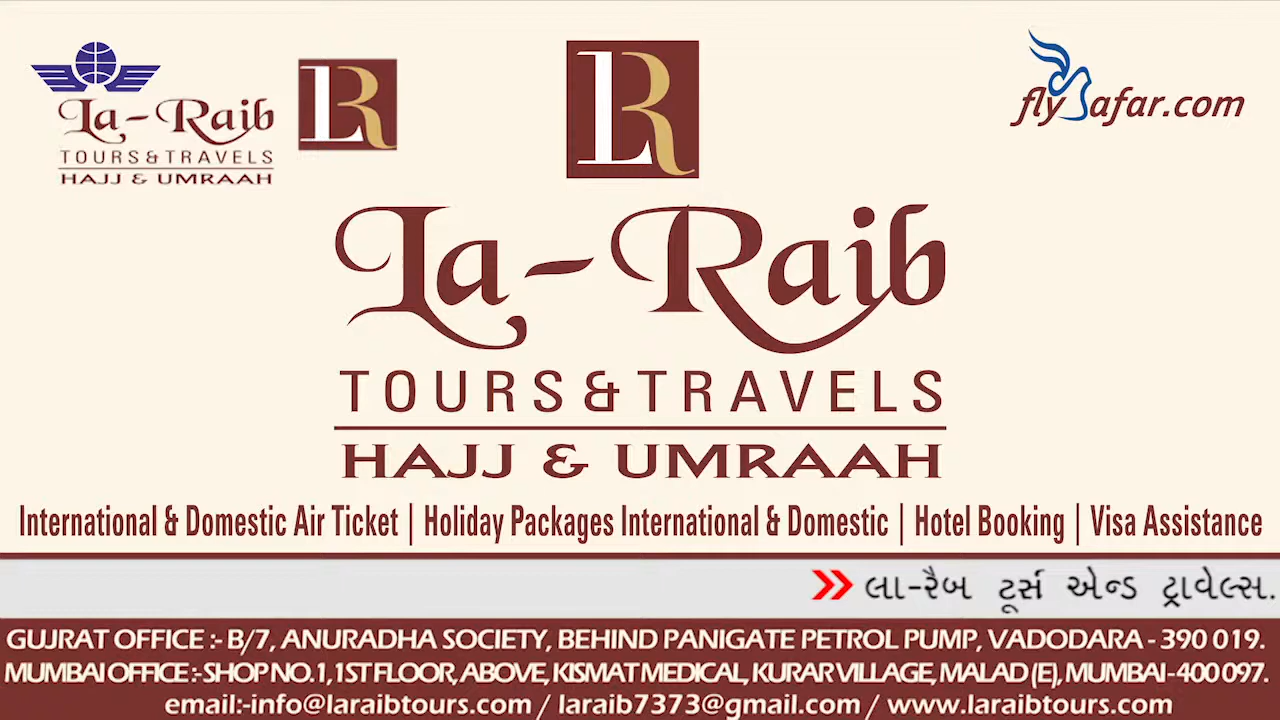 La-Raib
TOURS&TRAVELS
HAJJ & UMRAAH
LR
LR
flySafar.com
La-Raib
TOURS&TRAVELS
HAJJ & UMRAAH
International & Domestic Air Ticket | Holiday Packages International & Domestic | Hotel Booking | Visa Assistance
લા-રૈબ ટૂર્સ એન્ડ ટ્રાવેલ્સ.
GUJRAT OFFICE :- B/7, ANURADHA SOCIETY, BEHIND PANIGATE PETROL PUMP, VADODARA - 390 019.
MUMBAI OFFICE :- SHOP NO. 1, 1ST FLOOR, ABOVE, KISMAT MEDICAL, KURAR VILLAGE, MALAD (E), MUMBAI - 400 097.
email:-info@laraibtours.com / laraib7373@gmail.com / www.laraibtours.com